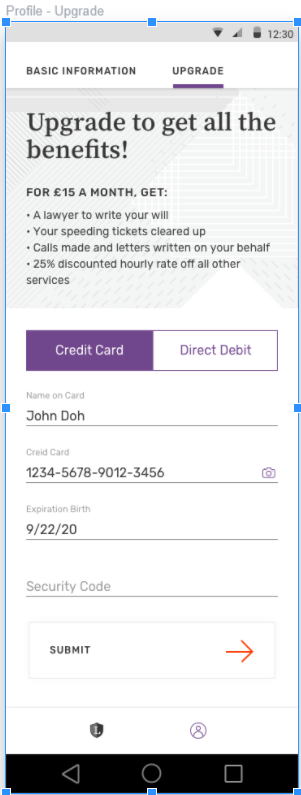 Profile - Upgrade
12:30
BASIC INFORMATION UPGRADE
Upgrade to get all the
benefits!
FOR £15 A MONTH, GET:
• A lawyer to write your will
• Your speeding tickets cleared up
• Calls made and letters written on your behalf
• 25% discounted hourly rate off all other
services
Credit Card Direct Debit
Name on Card
John Doh
Creid Card
1234-5678-9012-3456
Expiration Birth
9/22/20
Security Code
SUBMIT
L